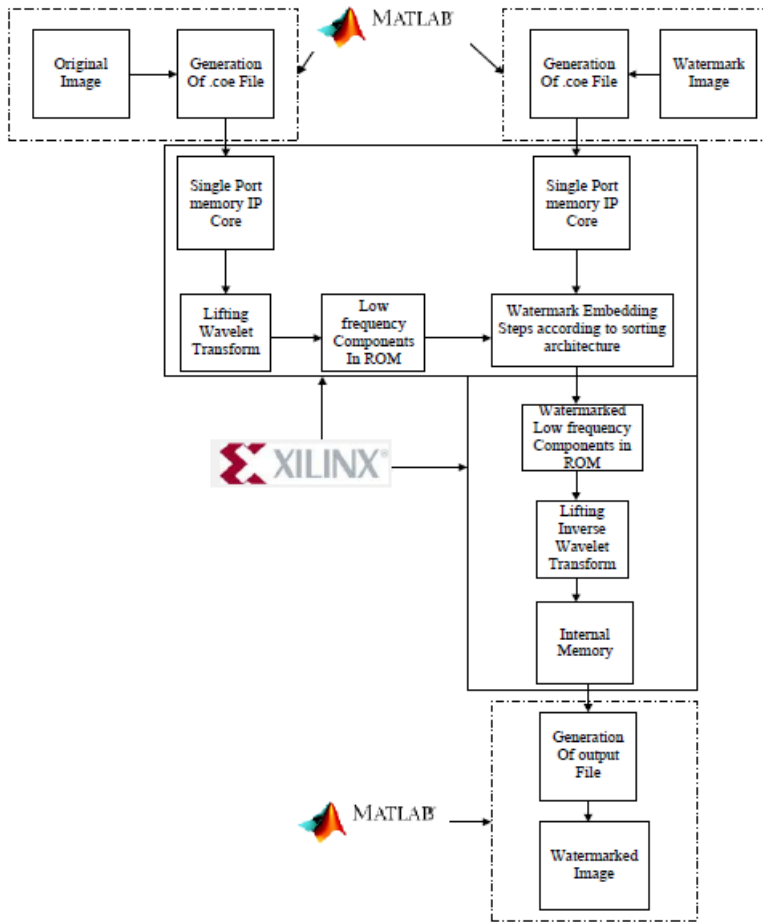 MATLAB®
Original
Image
Generation
Of .coe File
Generation
Of .coe File
Watermark
Image
Single Port
memory IP
Core
Single Port
memory IP
Core
Lifting
Wavelet
Transform
Low
frequency
Components
In ROM
Watermark Embedding
Steps according to sorting
architecture
Watermarked
Low frequency
Components in
ROM
XILINX®
Lifting
Inverse
Wavelet
Transform
Internal
Memory
Generation
Of output
File
MATLAB®
Watermarked
Image